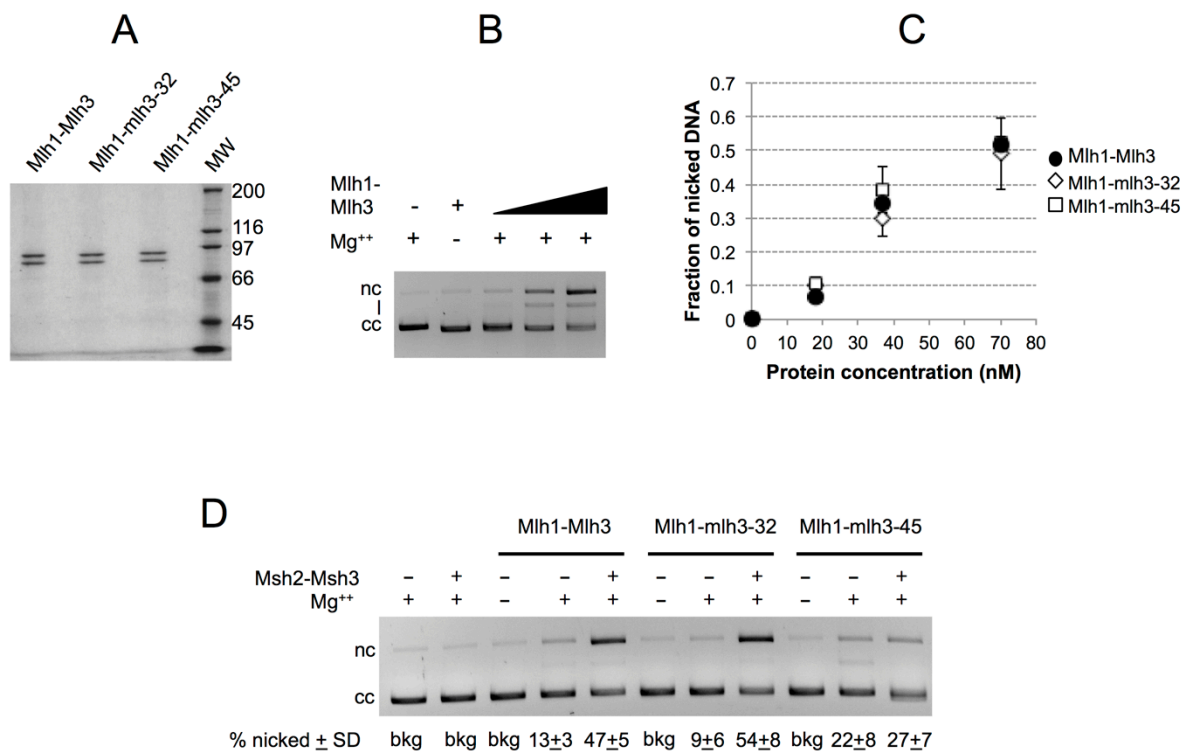 A
Mlh1-Mlh3
Mlh1-mlh3-32
Mlh1-mlh3-45
MW
200
116
97
66
45
B
Mlh1-
Mlh3
- +
Mg++ + - + + +
nc
l
cc
C
Fraction of nicked DNA
0.7
0.6
0.5
0.4
0.3
0.2
0.1
0
0 10 20 30 40 50 60 70 80
Protein concentration (nM)
Mlh1-Mlh3
Mlh1-mlh3-32
Mlh1-mlh3-45
D
Mlh1-Mlh3 Mlh1-mlh3-32 Mlh1-mlh3-45
Msh2-Msh3 – + – – + – – + – – +
Mg++ + + – + + – + + – + +
nc
cc
% nicked ± SD bkg bkg bkg 13±3 47±5 bkg 9±6 54±8 bkg 22±8 27±7